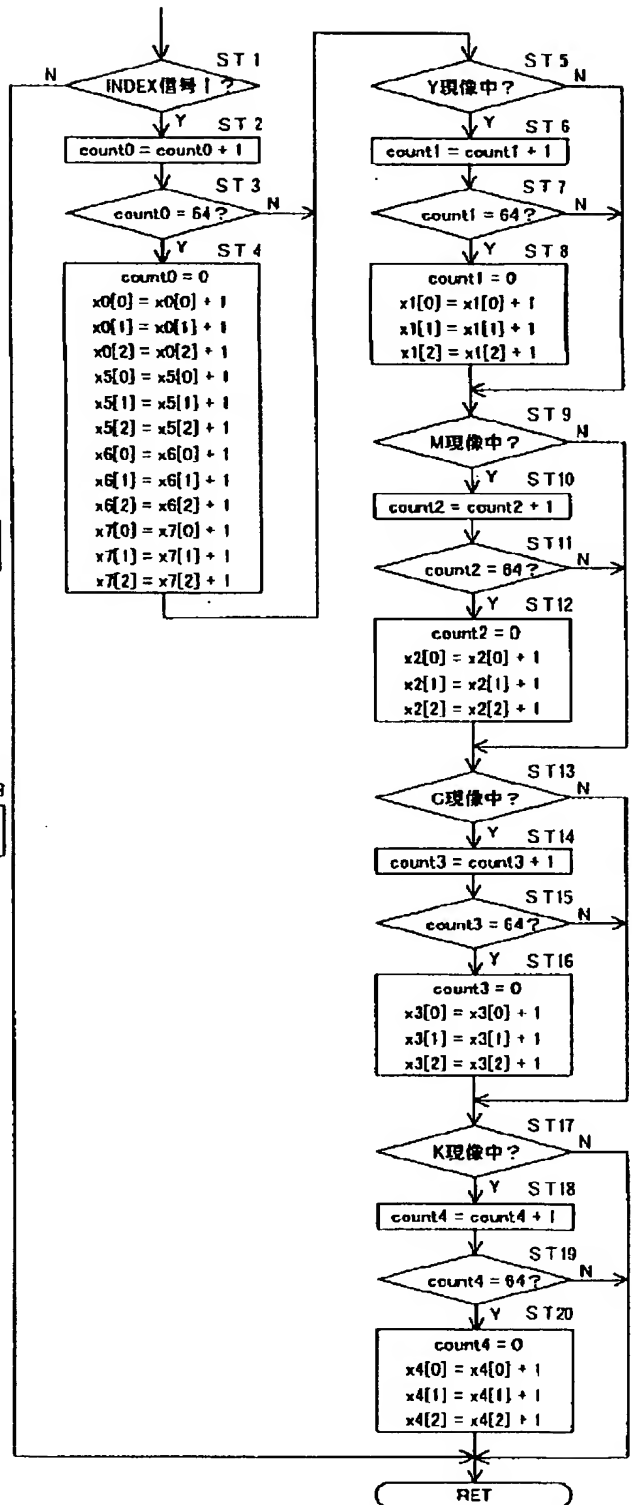 ST1
INDEX信号↓?
N
Y
ST2
count0 = count0 + 1
ST3
count0 = 64?
N
Y
ST4
count0 = 0
x0[0] = x0[0] + 1
x0[1] = x0[1] + 1
x0[2] = x0[2] + 1
x5[0] = x5[0] + 1
x5[1] = x5[1] + 1
x5[2] = x5[2] + 1
x6[0] = x6[0] + 1
x6[1] = x6[1] + 1
x6[2] = x6[2] + 1
x7[0] = x7[0] + 1
x7[1] = x7[1] + 1
x7[2] = x7[2] + 1
ST5
Y現像中?
N
Y
ST6
count1 = count1 + 1
ST7
count1 = 64?
N
Y
ST8
count1 = 0
x1[0] = x1[0] + 1
x1[1] = x1[1] + 1
x1[2] = x1[2] + 1
ST9
M現像中?
N
Y
ST10
count2 = count2 + 1
ST11
count2 = 64?
N
Y
ST12
count2 = 0
x2[0] = x2[0] + 1
x2[1] = x2[1] + 1
x2[2] = x2[2] + 1
ST13
C現像中?
N
Y
ST14
count3 = count3 + 1
ST15
count3 = 64?
N
Y
ST16
count3 = 0
x3[0] = x3[0] + 1
x3[1] = x3[1] + 1
x3[2] = x3[2] + 1
ST17
K現像中?
N
Y
ST18
count4 = count4 + 1
ST19
count4 = 64?
N
Y
ST20
count4 = 0
x4[0] = x4[0] + 1
x4[1] = x4[1] + 1
x4[2] = x4[2] + 1
RET